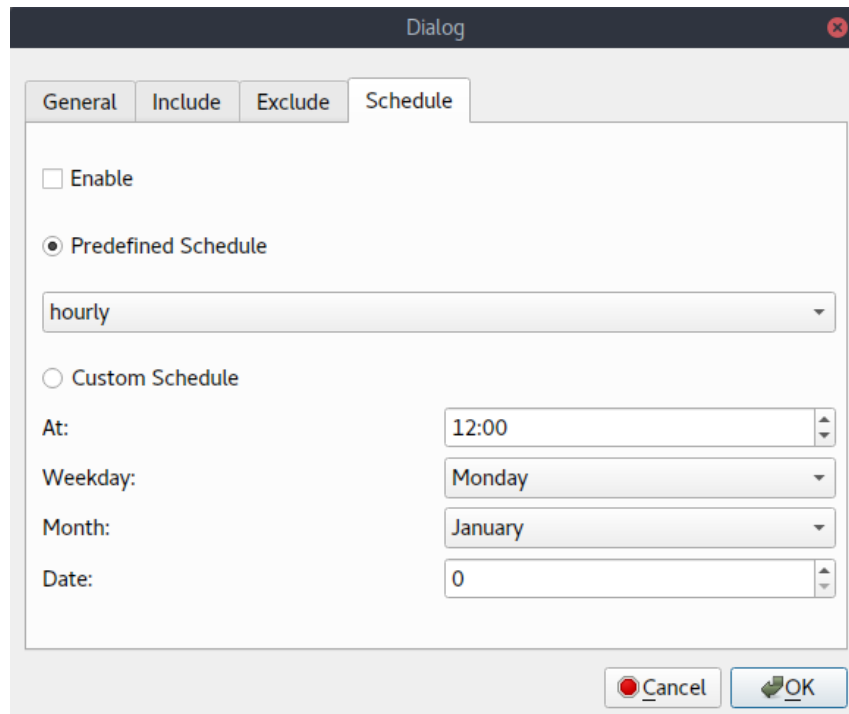 Dialog
General Include Exclude Schedule
Enable
Predefined Schedule
hourly
Custom Schedule
At: 12:00
Weekday: Monday
Month: January
Date: 0
Cancel OK